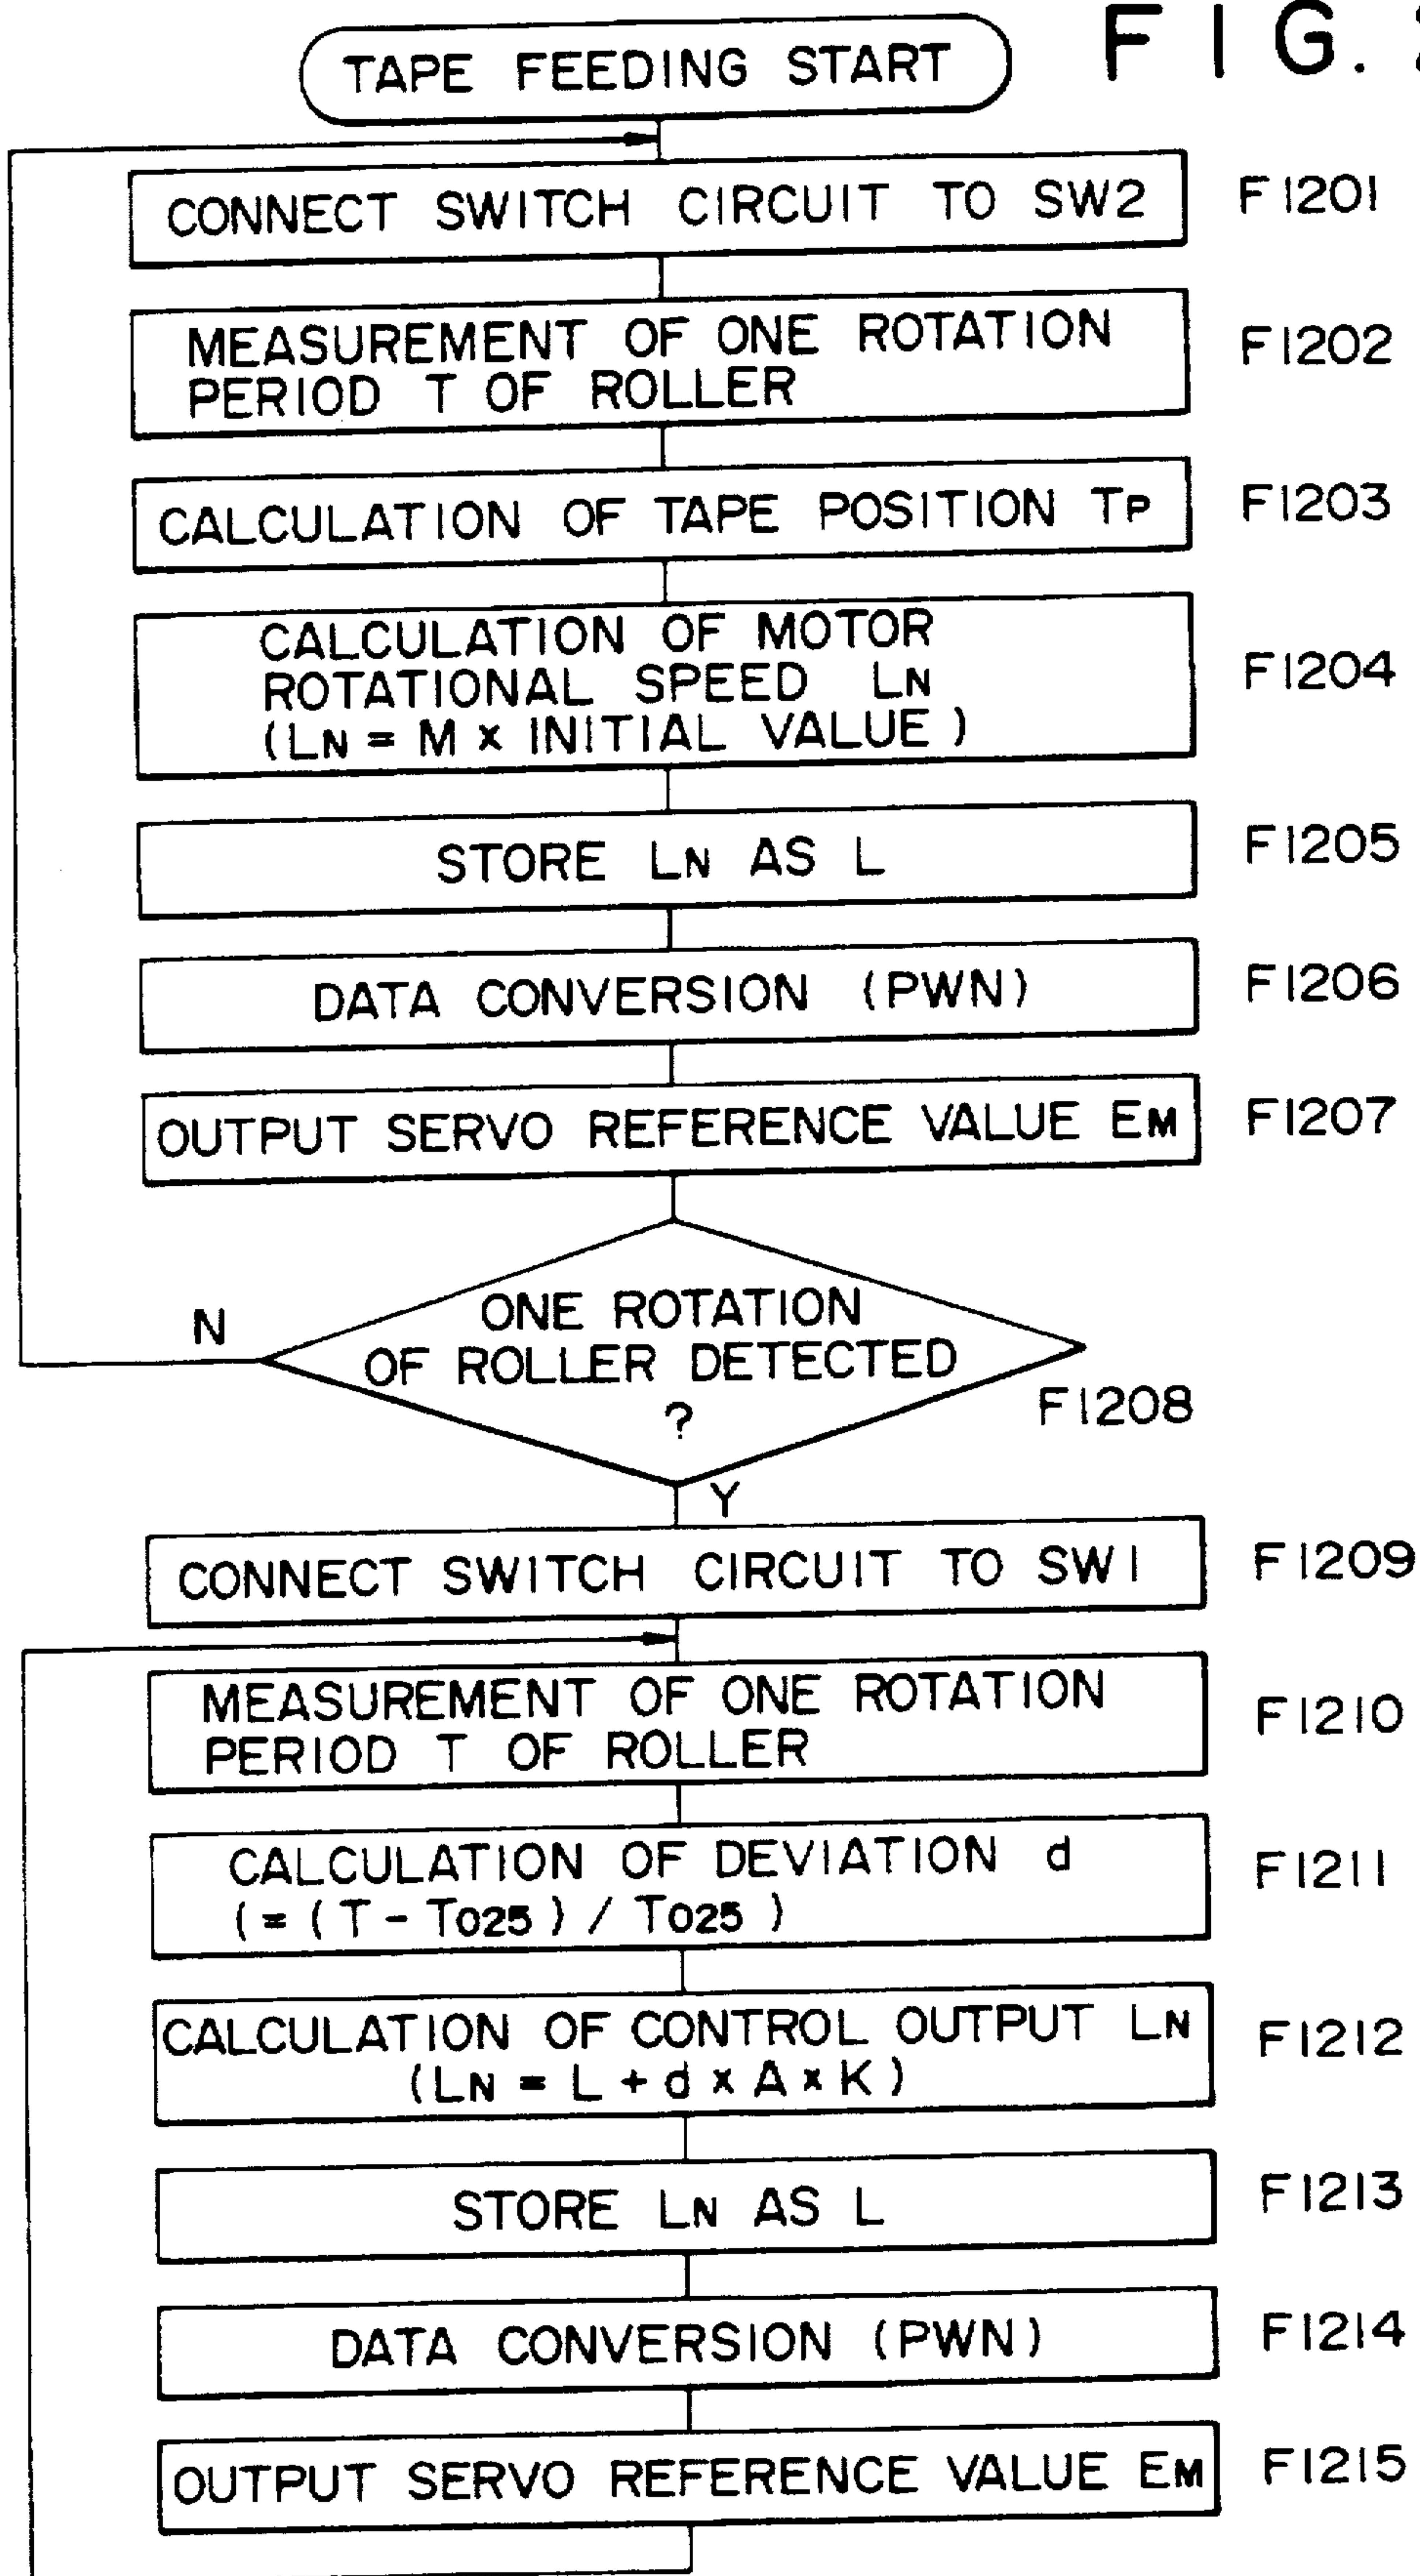 FIG. 2
TAPE FEEDING START
CONNECT SWITCH CIRCUIT TO SW2
F1201
MEASUREMENT OF ONE ROTATION
PERIOD T OF ROLLER
F1202
CALCULATION OF TAPE POSITION TP
F1203
CALCULATION OF MOTOR
ROTATIONAL SPEED LN
(LN = M × INITIAL VALUE)
F1204
STORE LN AS L
F1205
DATA CONVERSION (PWN)
F1206
OUTPUT SERVO REFERENCE VALUE EM
F1207
N
ONE ROTATION
OF ROLLER DETECTED
?
F1208
Y
CONNECT SWITCH CIRCUIT TO SW1
F1209
MEASUREMENT OF ONE ROTATION
PERIOD T OF ROLLER
F1210
CALCULATION OF DEVIATION d
(= (T - T025) / T025)
F1211
CALCULATION OF CONTROL OUTPUT LN
(LN = L + d × A × K)
F1212
STORE LN AS L
F1213
DATA CONVERSION (PWN)
F1214
OUTPUT SERVO REFERENCE VALUE EM
F1215